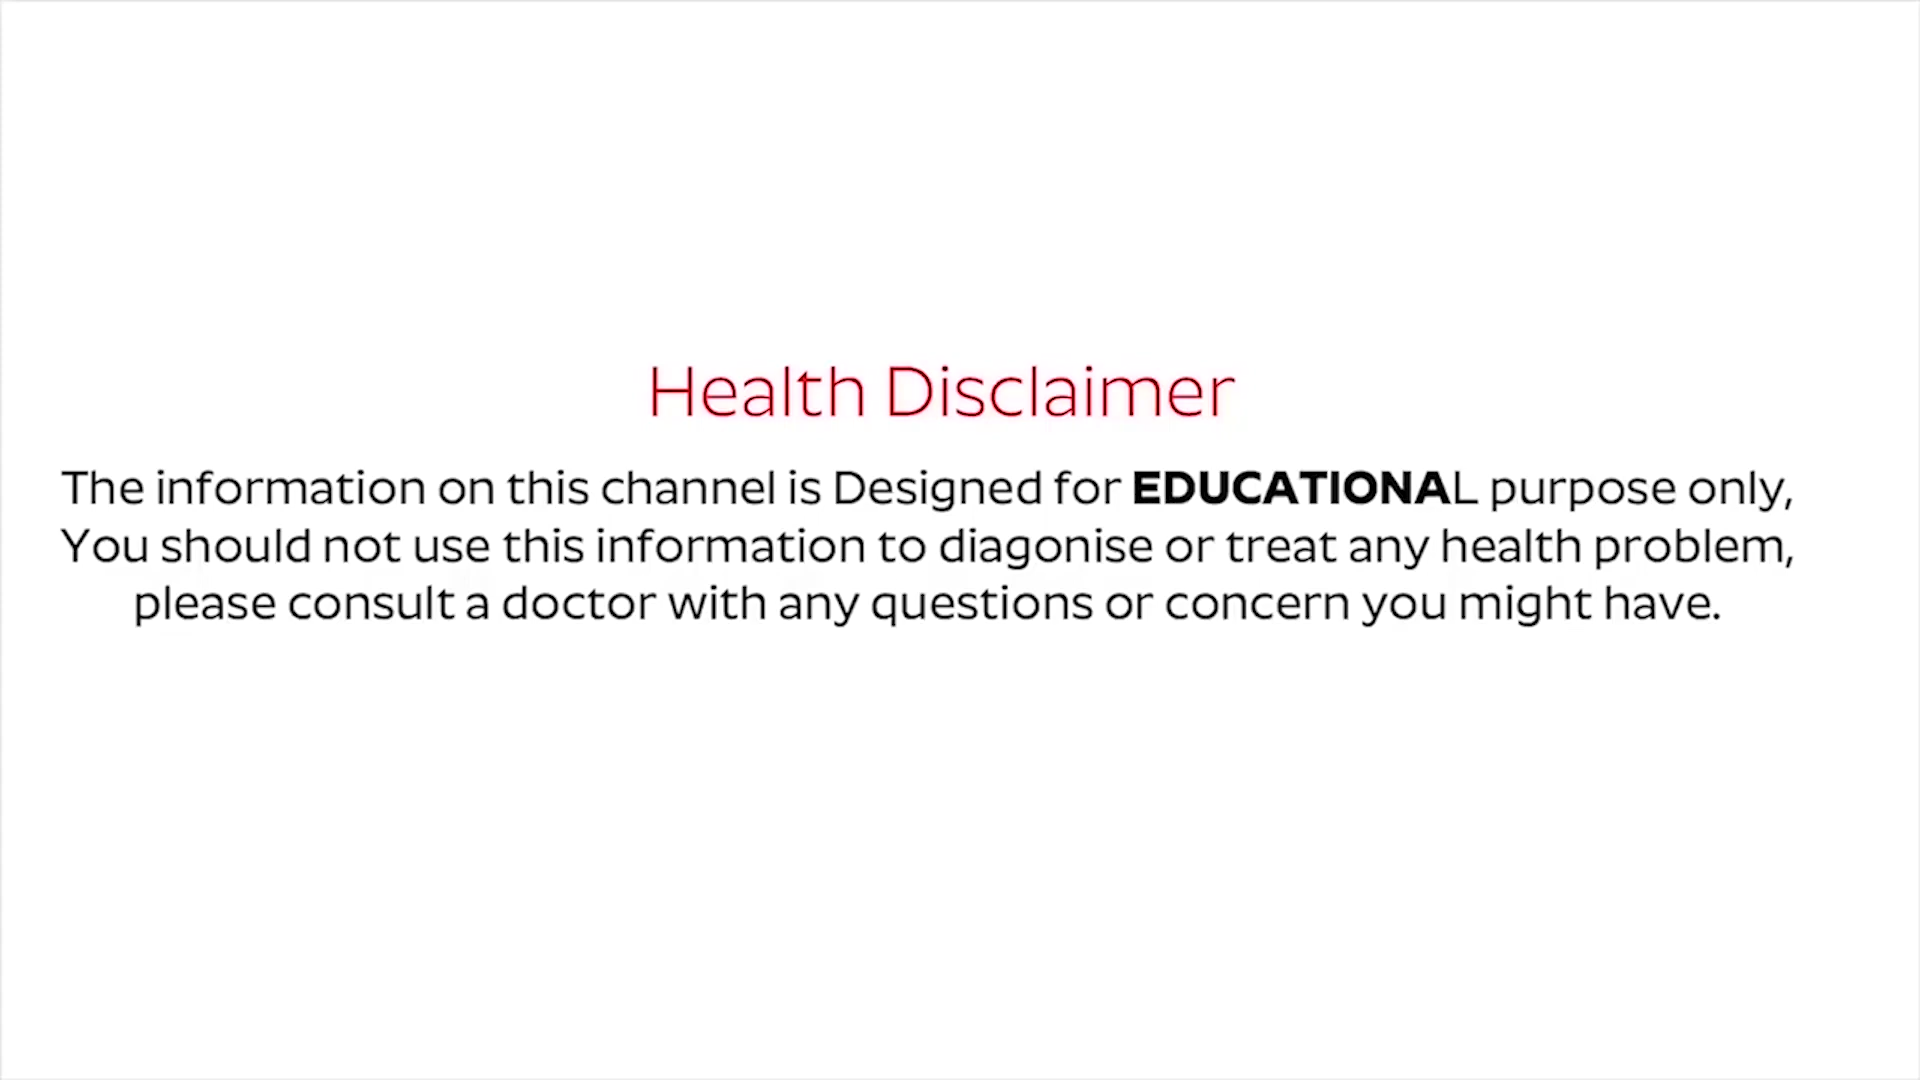 Health Disclaimer
The information on this channel is Designed for EDUCATIONAL purpose only,
You should not use this information to diagonise or treat any health problem,
please consult a doctor with any questions or concern you might have.